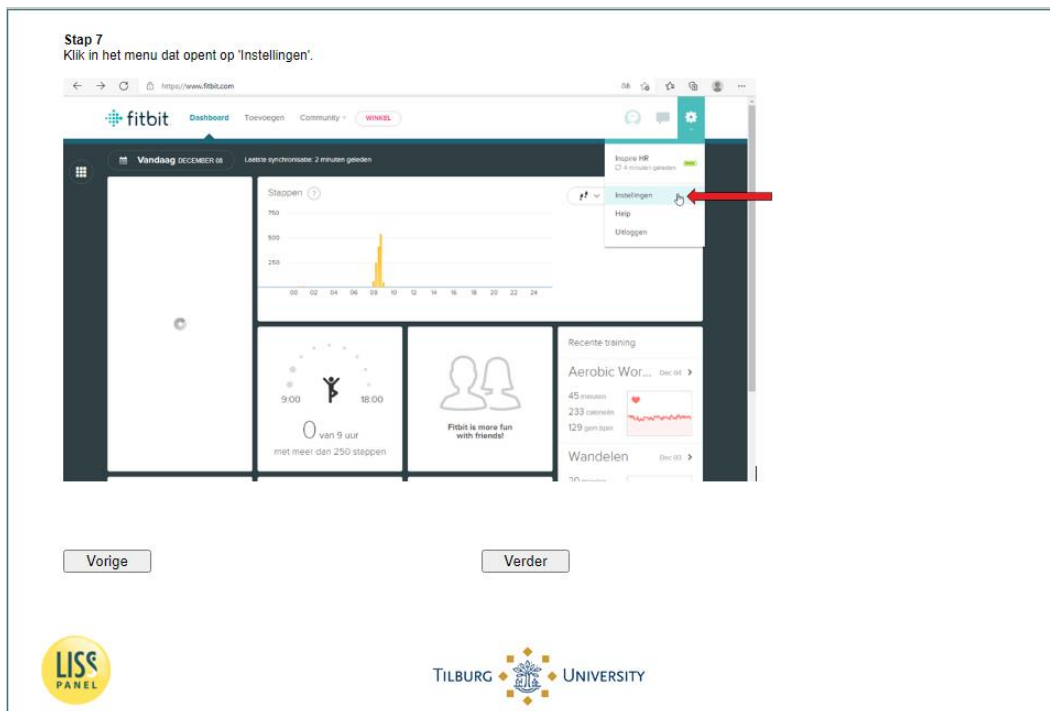 Stap 7
Klik in het menu dat opent op 'Instellingen'.
https://www.fitbit.com
fitbit Dashboard Toevoegen Community WINKEL
Vandaag DECEMBER 08 Laatste synchronisatie: 2 minuten geleden
Inspire HR
4 minuten geleden
Instellingen
Help
Uitloggen
Stappen ?
750
500
250
00 02 04 06 08 10 12 14 16 18 20 22 24
9:00 18:00
0 van 9 uur
met meer dan 250 stappen
Fitbit is more fun
with friends!
Recente training
Aerobic Wor... Dec 04
45 minuten
233 calorieën
129 gem bpm
Wandelen Dec 03
Vorige Verder
LISS
PANEL
TILBURG UNIVERSITY